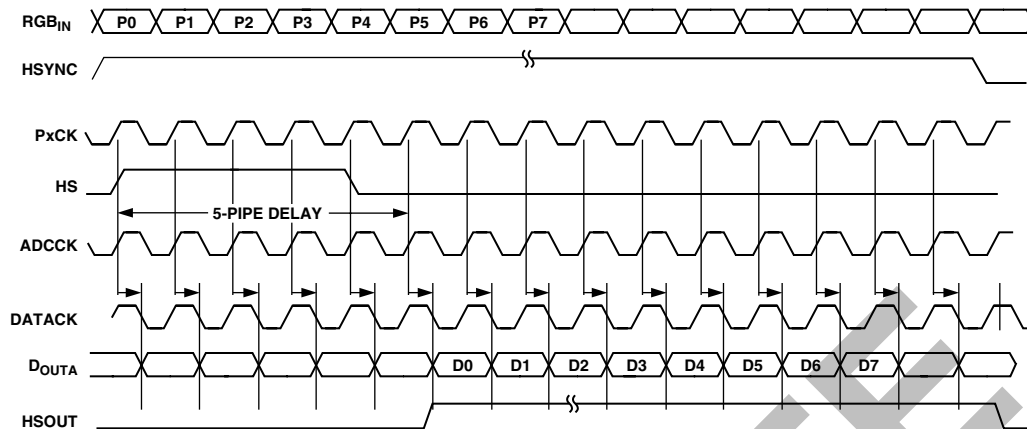 RGBIN P0 P1 P2 P3 P4 P5 P6 P7
HSYNC
PxCK
HS
5-PIPE DELAY
ADCCK
DATACK
DOUTA D0 D1 D2 D3 D4 D5 D6 D7
HSOUT